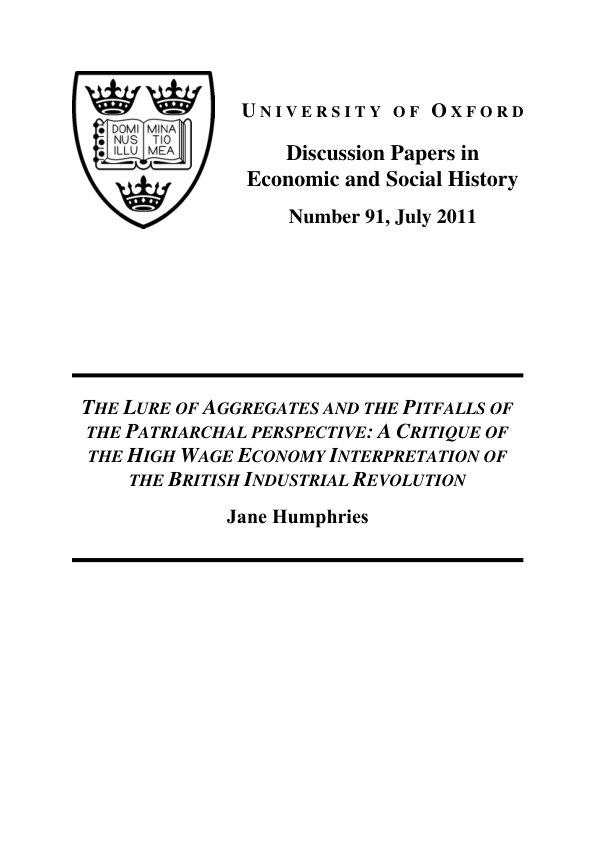 DOMI MINA
NUS TIO
ILLU MEA
UNIVERSITY OF OXFORD
Discussion Papers in
Economic and Social History
Number 91, July 2011
THE LURE OF AGGREGATES AND THE PITFALLS OF
THE PATRIARCHAL PERSPECTIVE: A CRITIQUE OF
THE HIGH WAGE ECONOMY INTERPRETATION OF
THE BRITISH INDUSTRIAL REVOLUTION
Jane Humphries